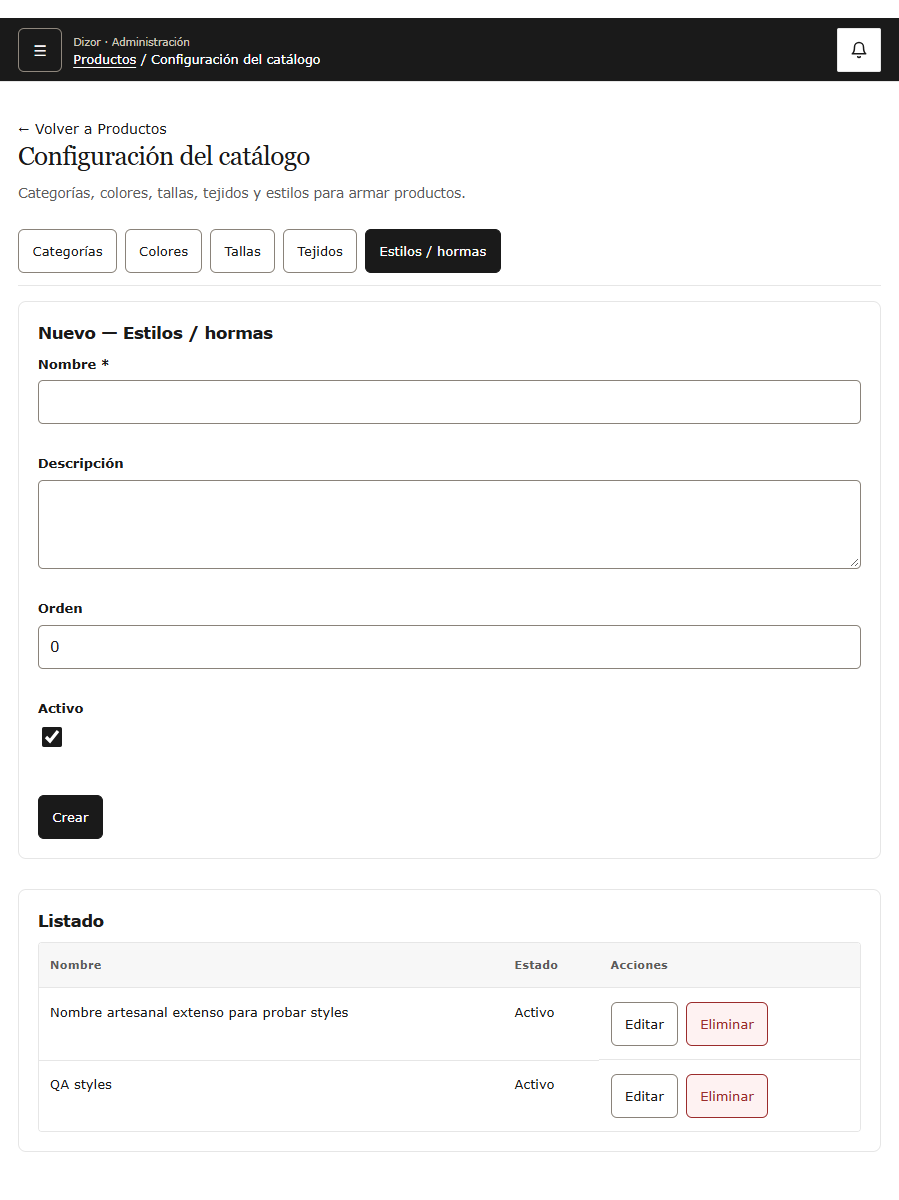 ☰
Dizor · Administración
Productos / Configuración del catálogo
← Volver a Productos
Configuración del catálogo
Categorías, colores, tallas, tejidos y estilos para armar productos.
Categorías Colores Tallas Tejidos Estilos / hormas
Nuevo — Estilos / hormas
Nombre *
Descripción
Orden
0
Activo
Crear
Listado
Nombre Estado Acciones
Nombre artesanal extenso para probar styles Activo Editar Eliminar
QA styles Activo Editar Eliminar